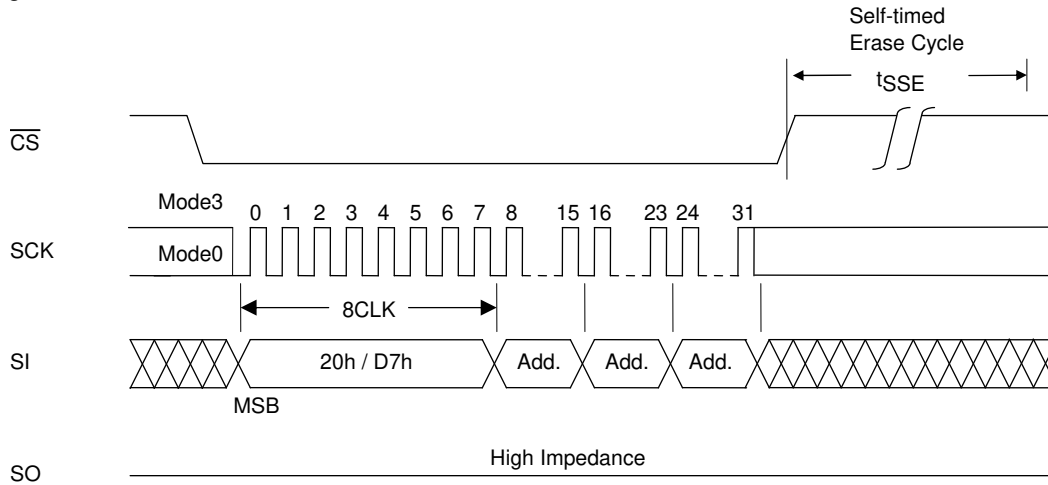 Self-timed
Erase Cycle
tSSE
CS
Mode3
0 1 2 3 4 5 6 7 8 15 16 23 24 31
SCK
Mode0
8CLK
SI
20h / D7h
Add.
Add.
Add.
MSB
High Impedance
SO